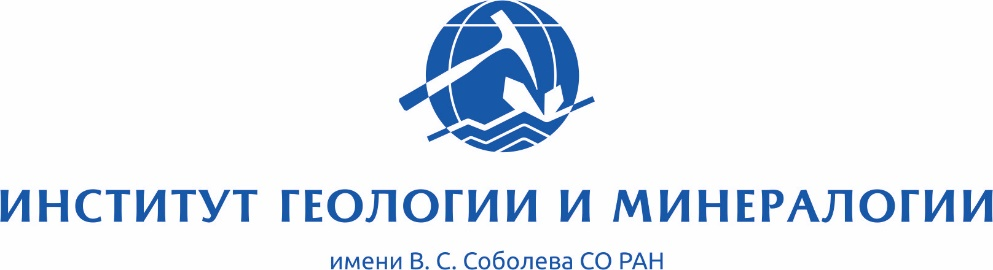 ИНСТИТУТ ГЕОЛОГИИ И МИНЕРАЛОГИИ
имени В. С. Соболева СО РАН